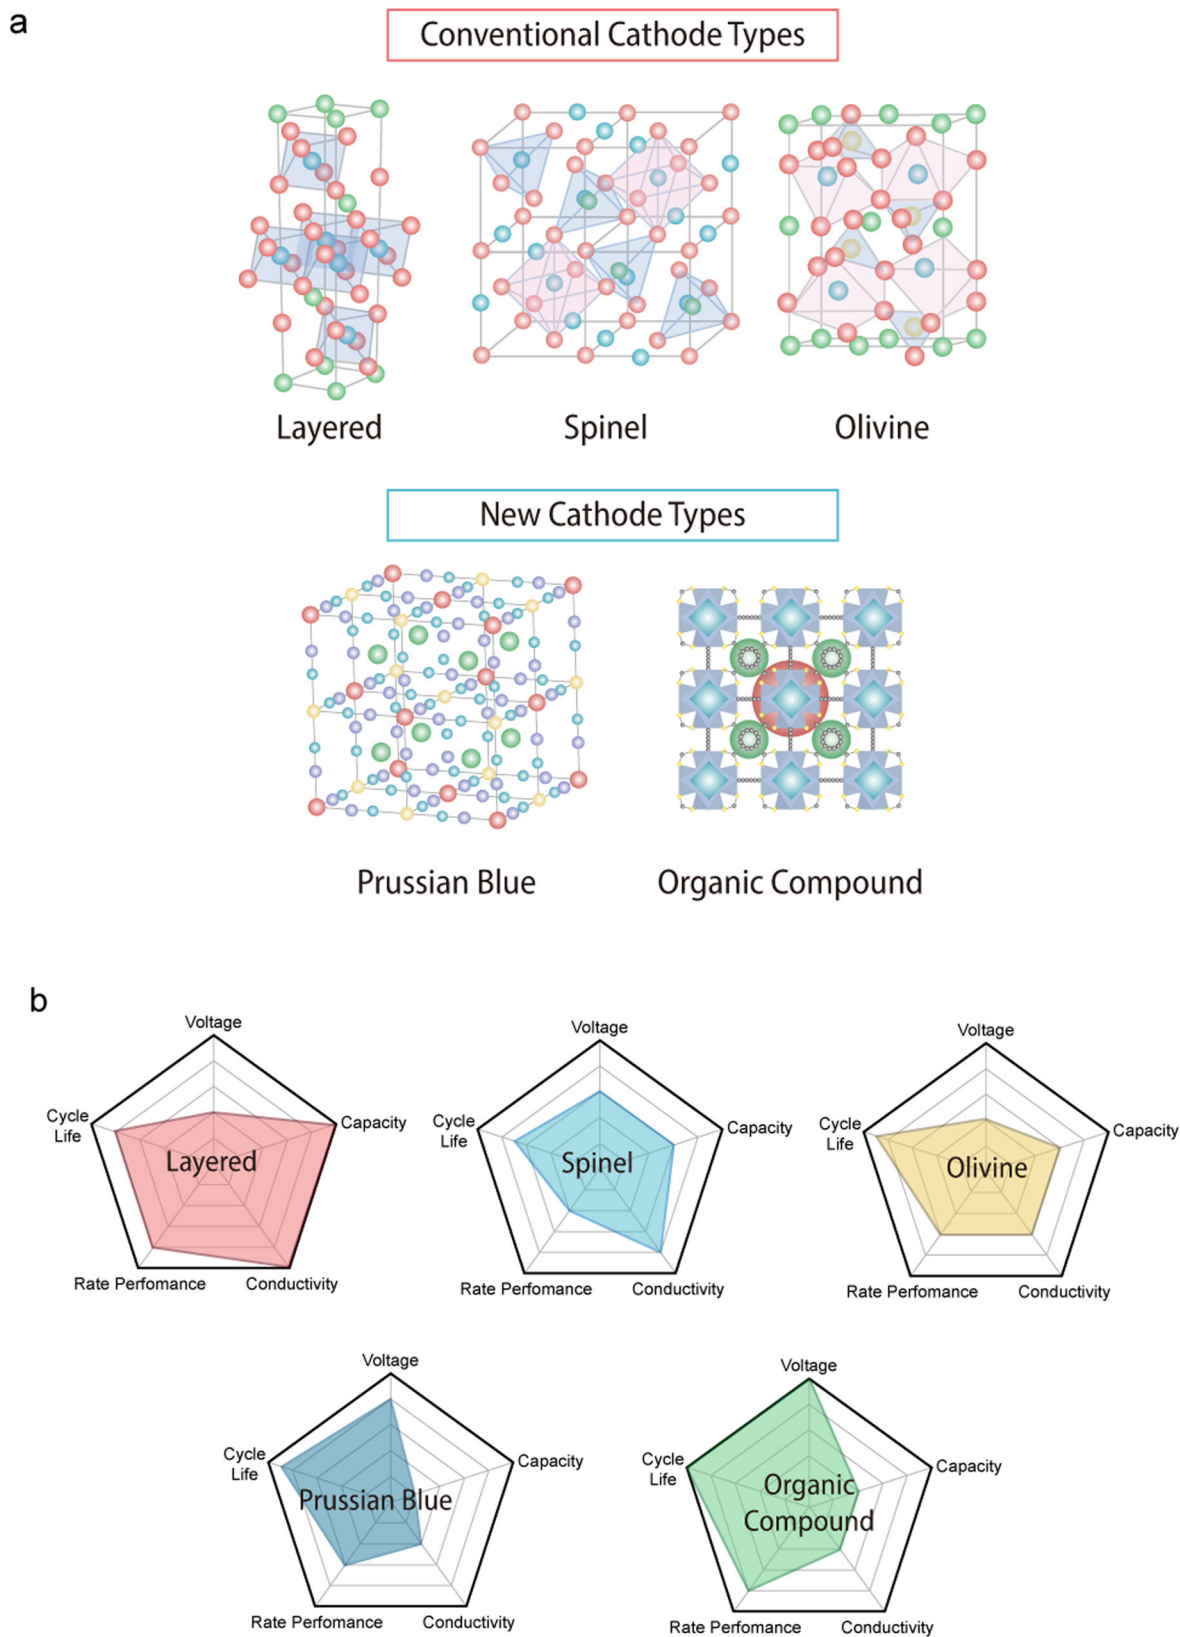 a
Conventional Cathode Types
Layered
Spinel
Olivine
New Cathode Types
Prussian Blue
Organic Compound
b
Voltage
Cycle
Life
Capacity
Layered
Rate Perfomance
Conductivity
Voltage
Cycle
Life
Capacity
Spinel
Rate Perfomance
Conductivity
Voltage
Cycle
Life
Capacity
Olivine
Rate Perfomance
Conductivity
Voltage
Cycle
Life
Capacity
Prussian Blue
Rate Perfomance
Conductivity
Voltage
Cycle
Life
Capacity
Organic
Compound
Rate Perfomance
Conductivity